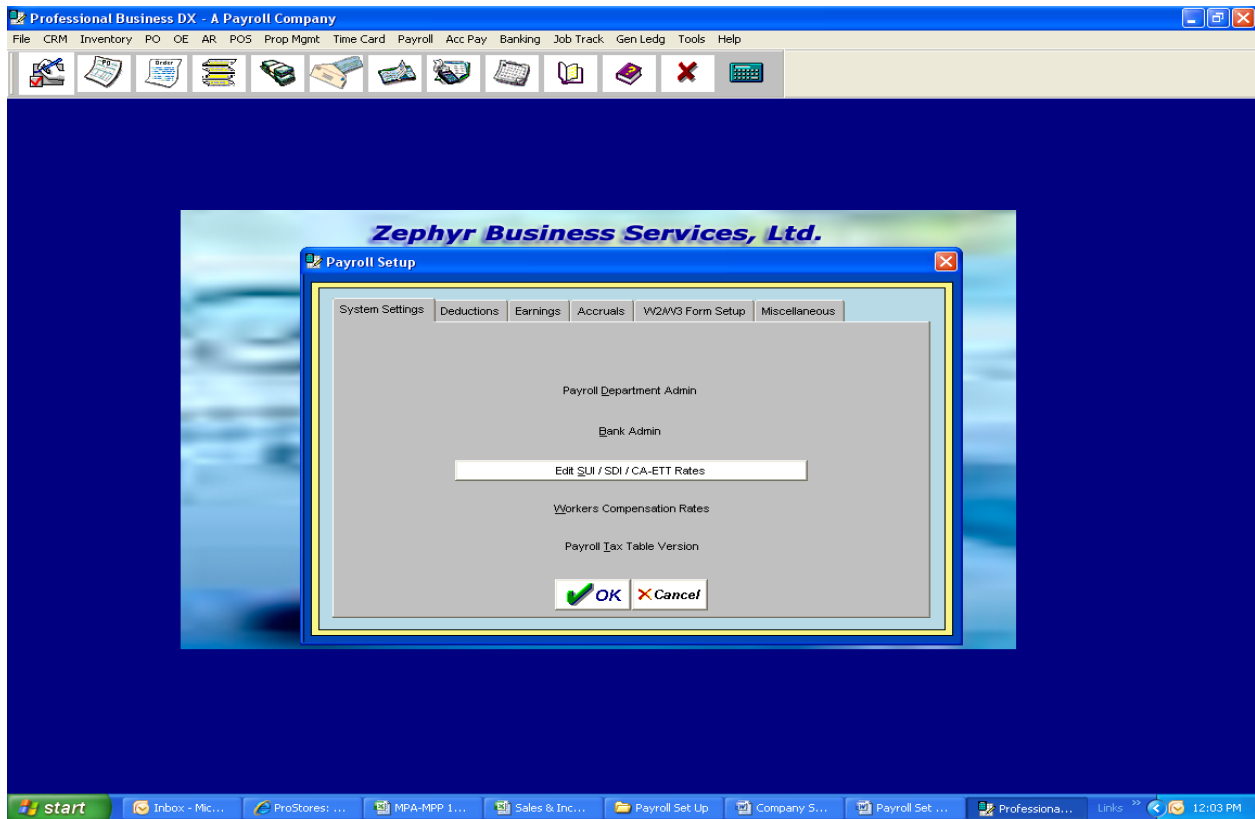 Professional Business DX - A Payroll Company
File CRM Inventory PO OE AR POS Prop Mgmt Time Card Payroll Acc Pay Banking Job Track Gen Ledg Tools Help
PO
Order
Zephyr Business Services, Ltd.
Payroll Setup
System Settings Deductions Earnings Accruals W2/W3 Form Setup Miscellaneous
Payroll Department Admin
Bank Admin
Edit SUI / SDI / CA-ETT Rates
Workers Compensation Rates
Payroll Tax Table Version
OK Cancel
start Inbox - Mic... ProStores: ... MPA-MPP 1... Sales & Inc... Payroll Set Up Company S... Payroll Set ... Professiona... Links » 12:03 PM